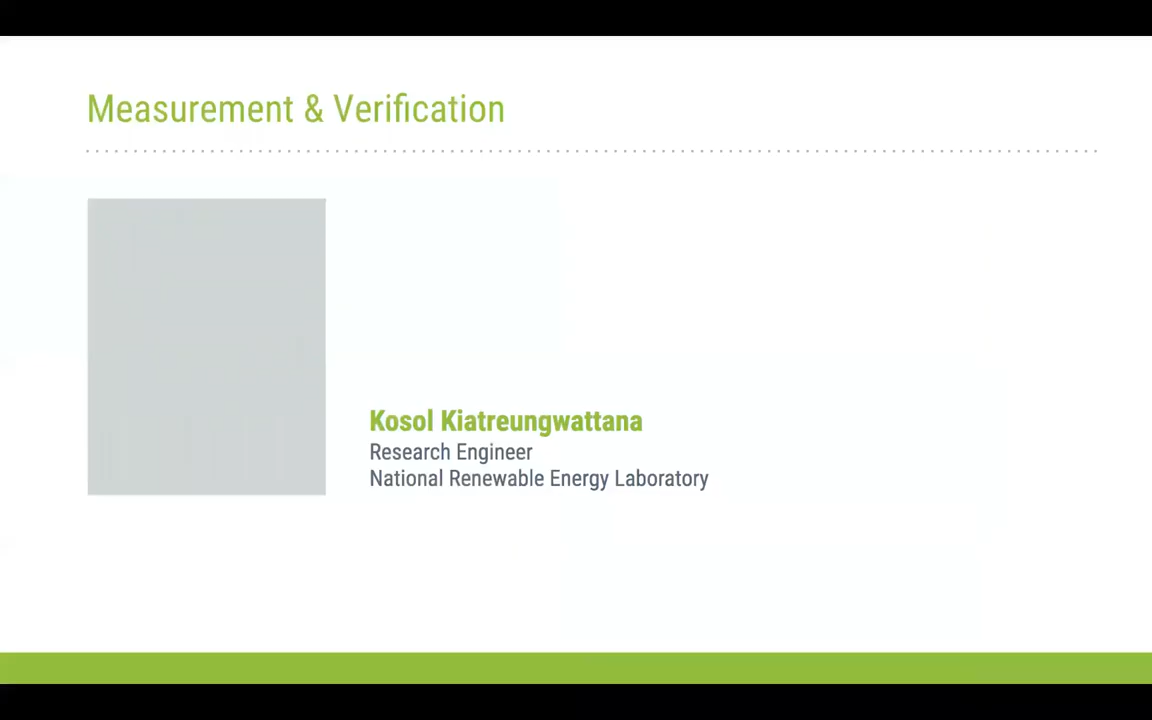 Measurement & Verification
Kosol Kiatreungwattana
Research Engineer
National Renewable Energy Laboratory